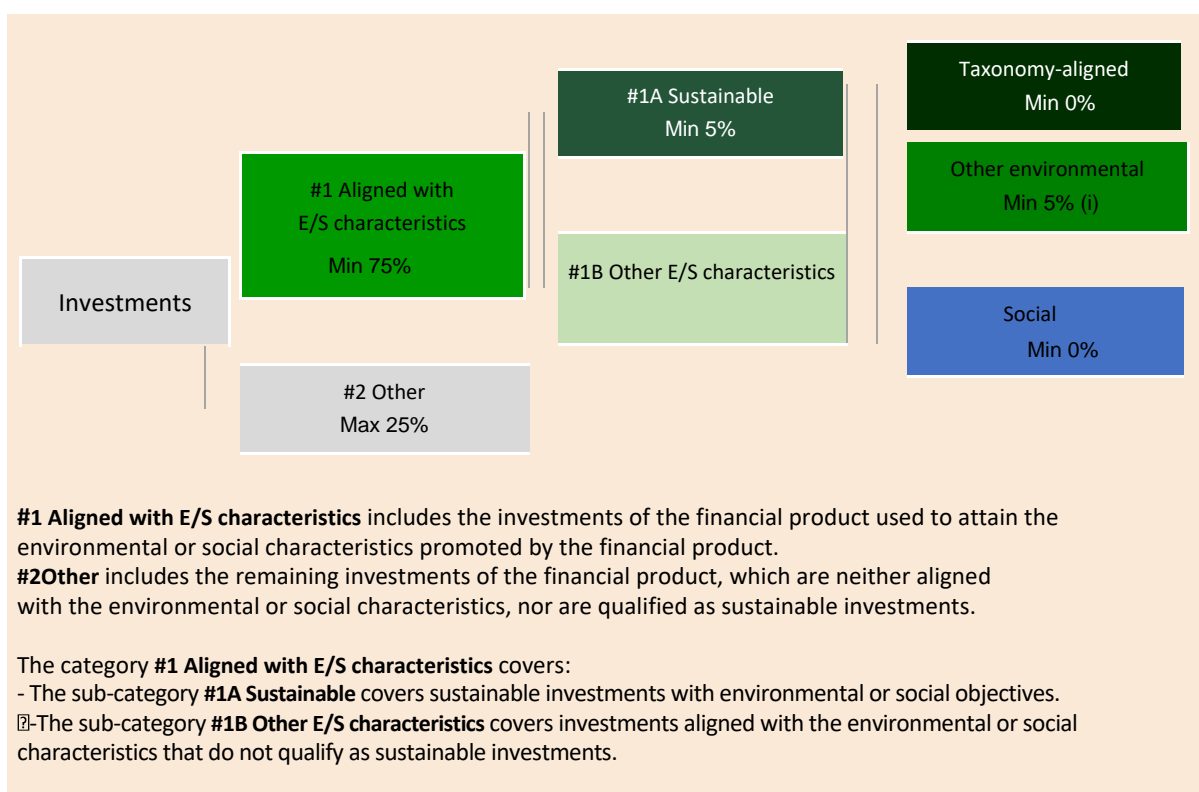 Investments
#1 Aligned with
E/S characteristics
Min 75%
#2 Other
Max 25%
#1A Sustainable
Min 5%
#1B Other E/S characteristics
Taxonomy-aligned
Min 0%
Other environmental
Min 5% (i)
Social
Min 0%
#1 Aligned with E/S characteristics includes the investments of the financial product used to attain the
environmental or social characteristics promoted by the financial product.
#2Other includes the remaining investments of the financial product, which are neither aligned
with the environmental or social characteristics, nor are qualified as sustainable investments.
The category #1 Aligned with E/S characteristics covers:
- The sub-category #1A Sustainable covers sustainable investments with environmental or social objectives.
⍰-The sub-category #1B Other E/S characteristics covers investments aligned with the environmental or social
characteristics that do not qualify as sustainable investments.